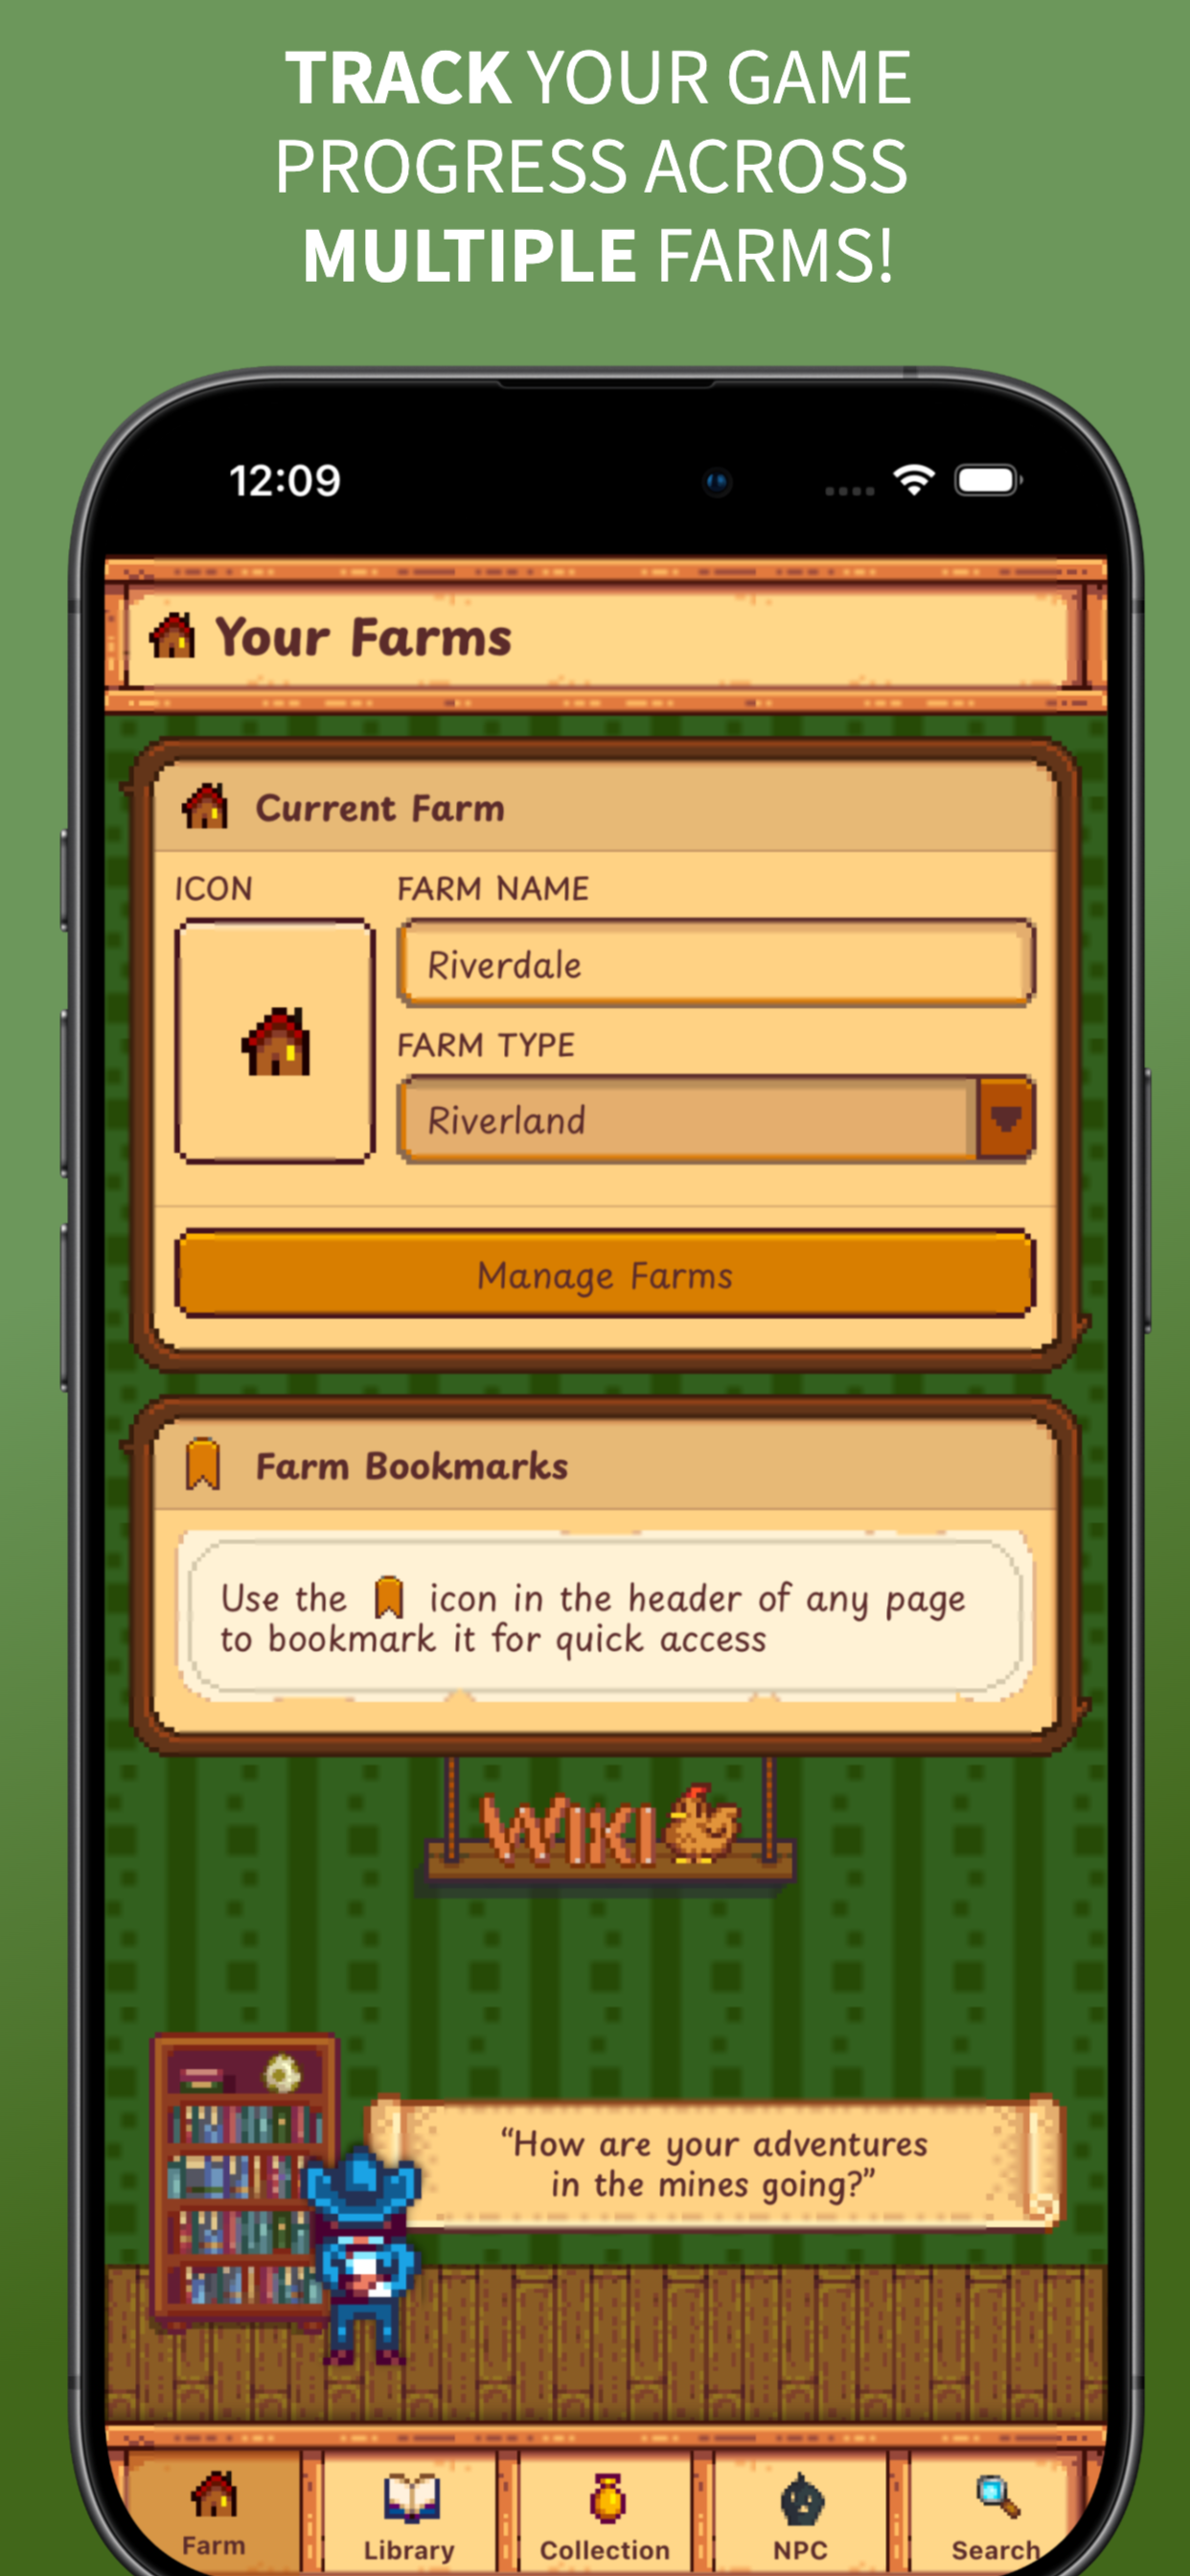 TRACK YOUR GAME
PROGRESS ACROSS
MULTIPLE FARMS!
12:09
Your Farms
Current Farm
ICON
FARM NAME
Riverdale
FARM TYPE
Riverland
Manage Farms
Farm Bookmarks
Use the icon in the header of any page
to bookmark it for quick access
WIKI
“How are your adventures
in the mines going?”
Farm
Library
Collection
NPC
Search